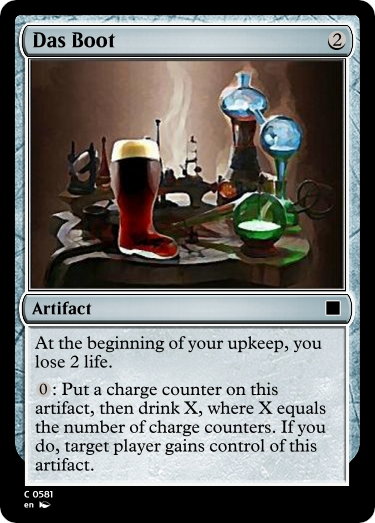 Das Boot 2
Artifact
At the beginning of your upkeep, you
lose 2 life.
0: Put a charge counter on this
artifact, then drink X, where X equals
the number of charge counters. If you
do, target player gains control of this
artifact.
C 0581
en